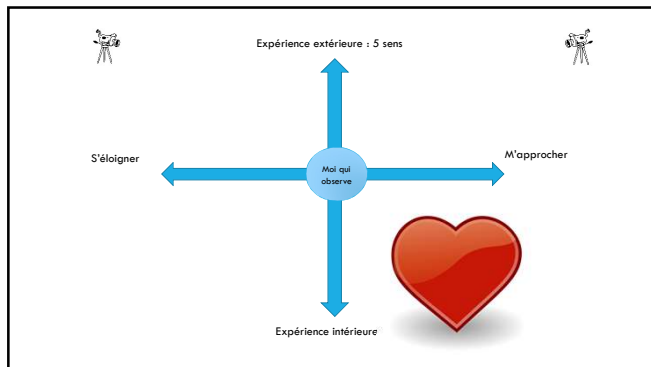 Expérience extérieure : 5 sens
S'éloigner
M'approcher
Moi qui
observe
Expérience intérieure